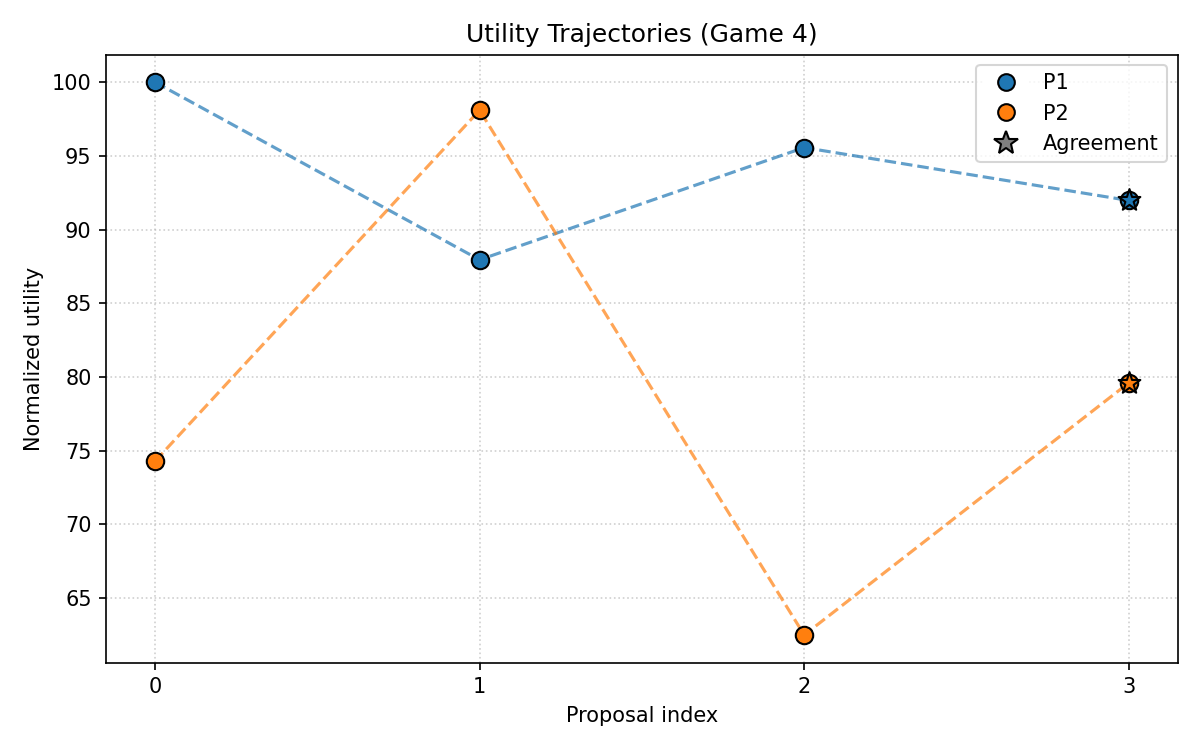 Utility Trajectories (Game 4)
P1
P2
Agreement
Normalized utility
100
95
90
85
80
75
70
65
0 1 2 3
Proposal index